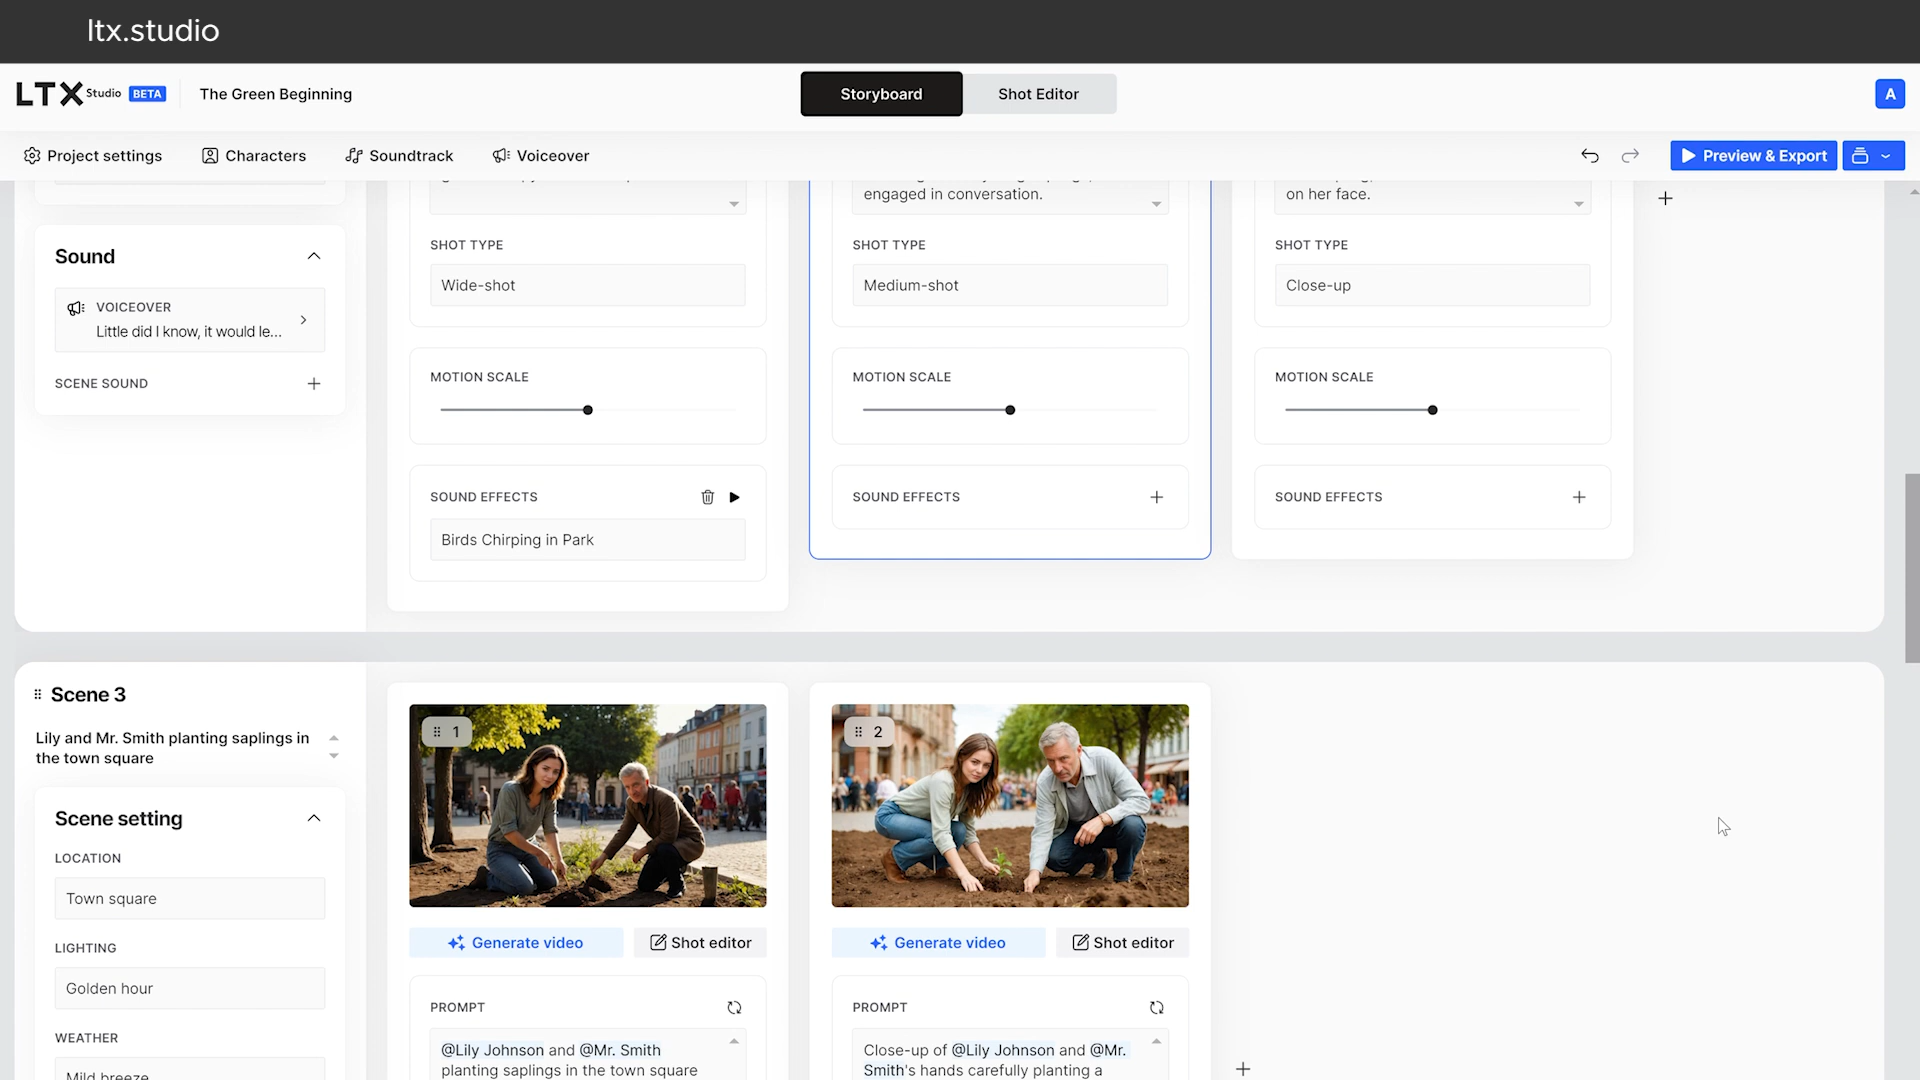 ltx.studio
LTX Studio BETA
The Green Beginning
Storyboard
Shot Editor
A
Project settings
Characters
Soundtrack
Voiceover
Preview & Export
Sound
VOICEOVER
Little did I know, it would le...
SCENE SOUND
SHOT TYPE
Wide-shot
MOTION SCALE
SOUND EFFECTS
Birds Chirping in Park
engaged in conversation.
SHOT TYPE
Medium-shot
MOTION SCALE
SOUND EFFECTS
on her face.
SHOT TYPE
Close-up
MOTION SCALE
SOUND EFFECTS
Scene 3
Lily and Mr. Smith planting saplings in
the town square
Scene setting
LOCATION
Town square
LIGHTING
Golden hour
WEATHER
Mild breeze
1
Generate video
Shot editor
PROMPT
@Lily Johnson and @Mr. Smith
planting saplings in the town square
2
Generate video
Shot editor
PROMPT
Close-up of @Lily Johnson and @Mr.
Smith's hands carefully planting a